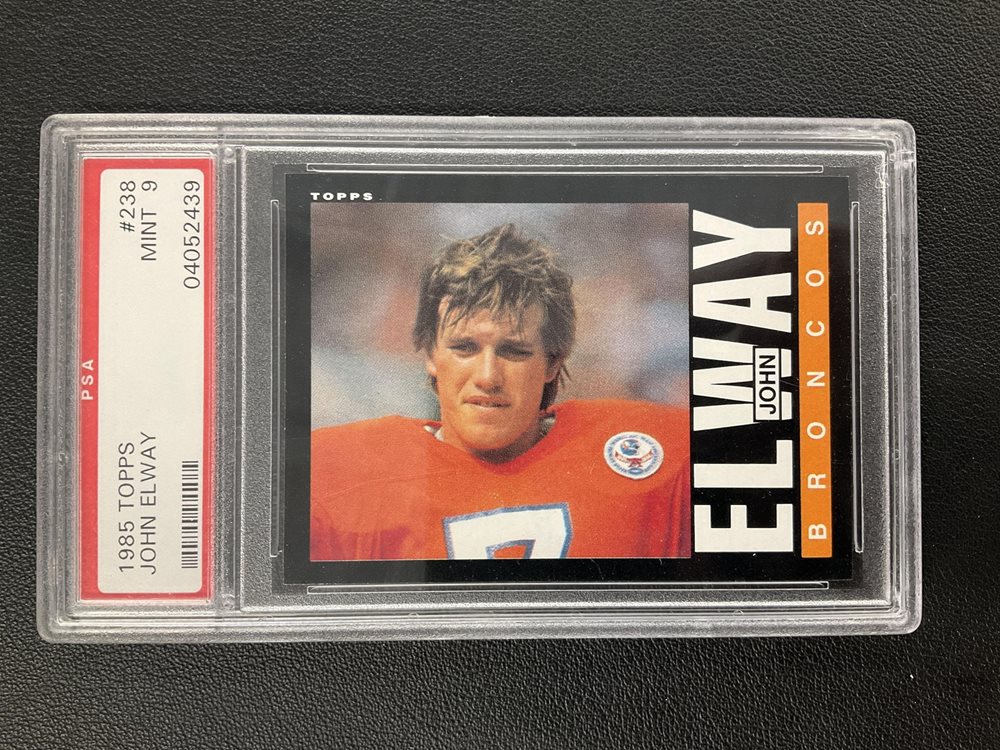 1985 TOPPS #238
JOHN ELWAY MINT 9
04052439
PSA
TOPPS
ELWAY
JOHN
BRONCOS
7